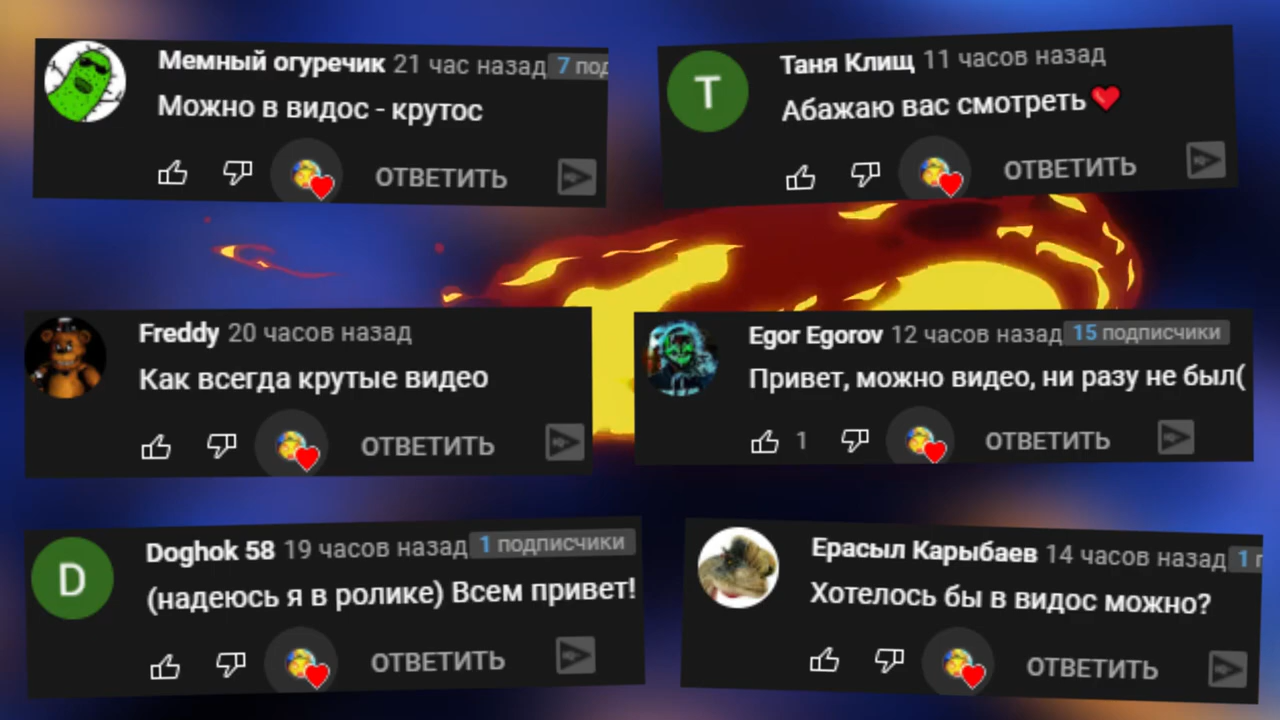 Мемный огуречик 21 час назад 7 под
Можно в видос - крутос
ОТВЕТИТЬ
Таня Клищ 11 часов назад
T
Абажаю вас смотреть ❤
ОТВЕТИТЬ
Freddy 20 часов назад
Как всегда крутые видео
ОТВЕТИТЬ
Egor Egorov 12 часов назад 15 подписчики
Привет, можно видео, ни разу не был(
1
ОТВЕТИТЬ
Doghok 58 19 часов назад 1 подписчики
D
(надеюсь я в ролике) Всем привет!
ОТВЕТИТЬ
Ерасыл Карыбаев 14 часов назад 1
Хотелось бы в видос можно?
ОТВЕТИТЬ